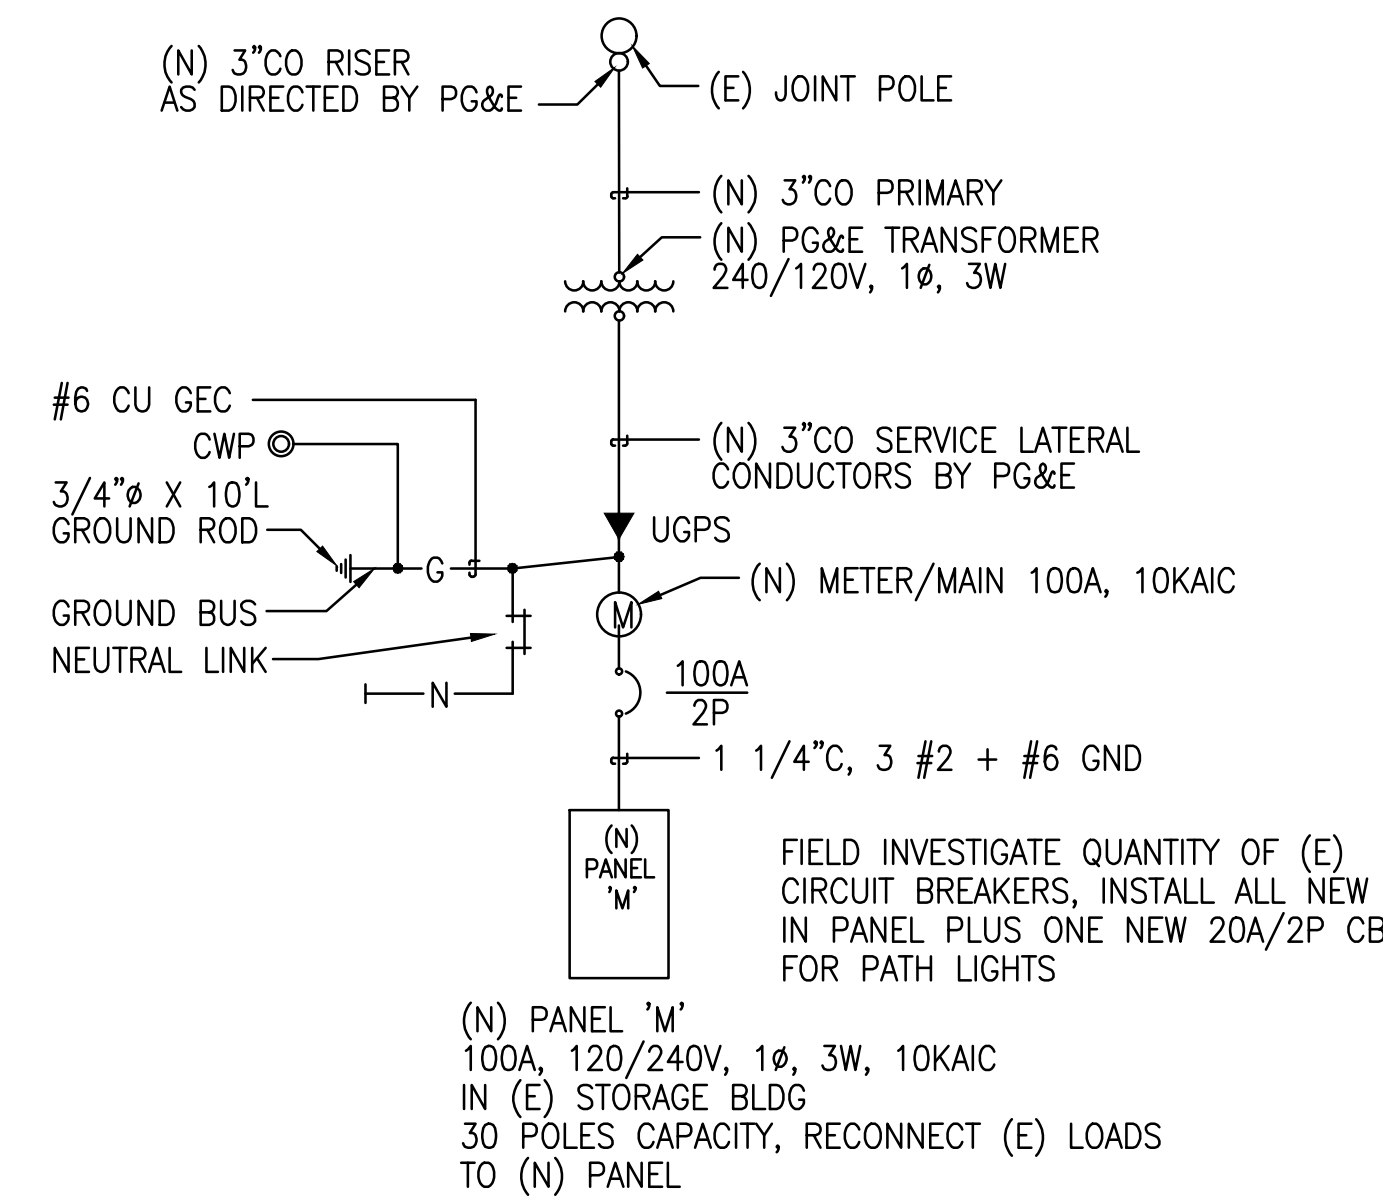 (N) 3"CO RISER
AS DIRECTED BY PG&E
(E) JOINT POLE
(N) 3"CO PRIMARY
(N) PG&E TRANSFORMER
240/120V, 1ø, 3W
#6 CU GEC
CWP
(N) 3"CO SERVICE LATERAL
CONDUCTORS BY PG&E
3/4"ø X 10'L
GROUND ROD
UGPS
G
(N) METER/MAIN 100A, 10KAIC
GROUND BUS
M
NEUTRAL LINK
N
100A
2P
1 1/4"C, 3 #2 + #6 GND
(N)
PANEL
'M'
FIELD INVESTIGATE QUANTITY OF (E)
CIRCUIT BREAKERS, INSTALL ALL NEW
IN PANEL PLUS ONE NEW 20A/2P CB
FOR PATH LIGHTS
(N) PANEL 'M'
100A, 120/240V, 1ø, 3W, 10KAIC
IN (E) STORAGE BLDG
30 POLES CAPACITY, RECONNECT (E) LOADS
TO (N) PANEL